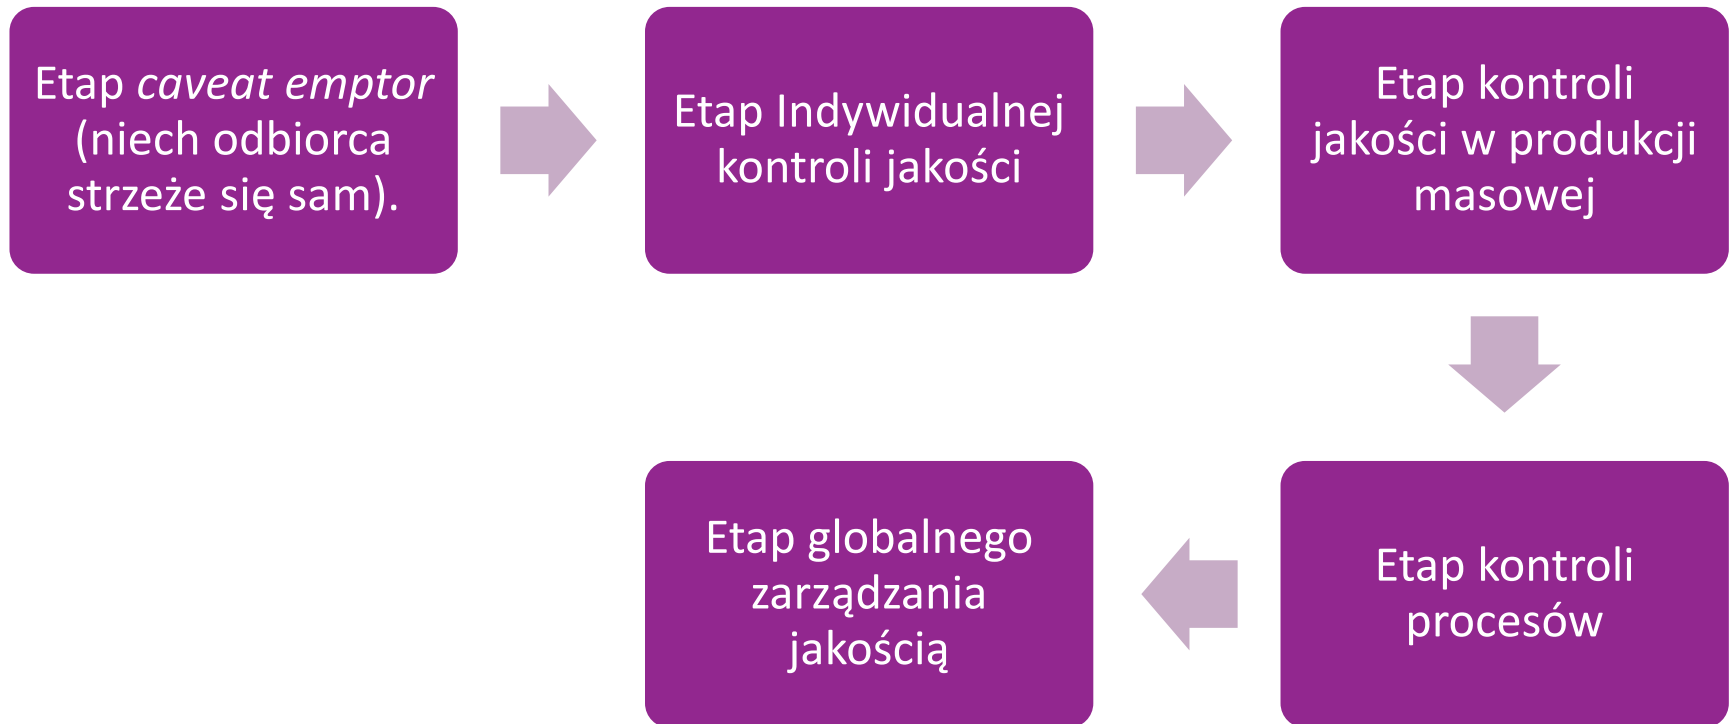 Etap caveat emptor
(niech odbiorca
strzeże się sam).
Etap Indywidualnej
kontroli jakości
Etap kontroli
jakości w produkcji
masowej
Etap kontroli
procesów
Etap globalnego
zarządzania
jakością